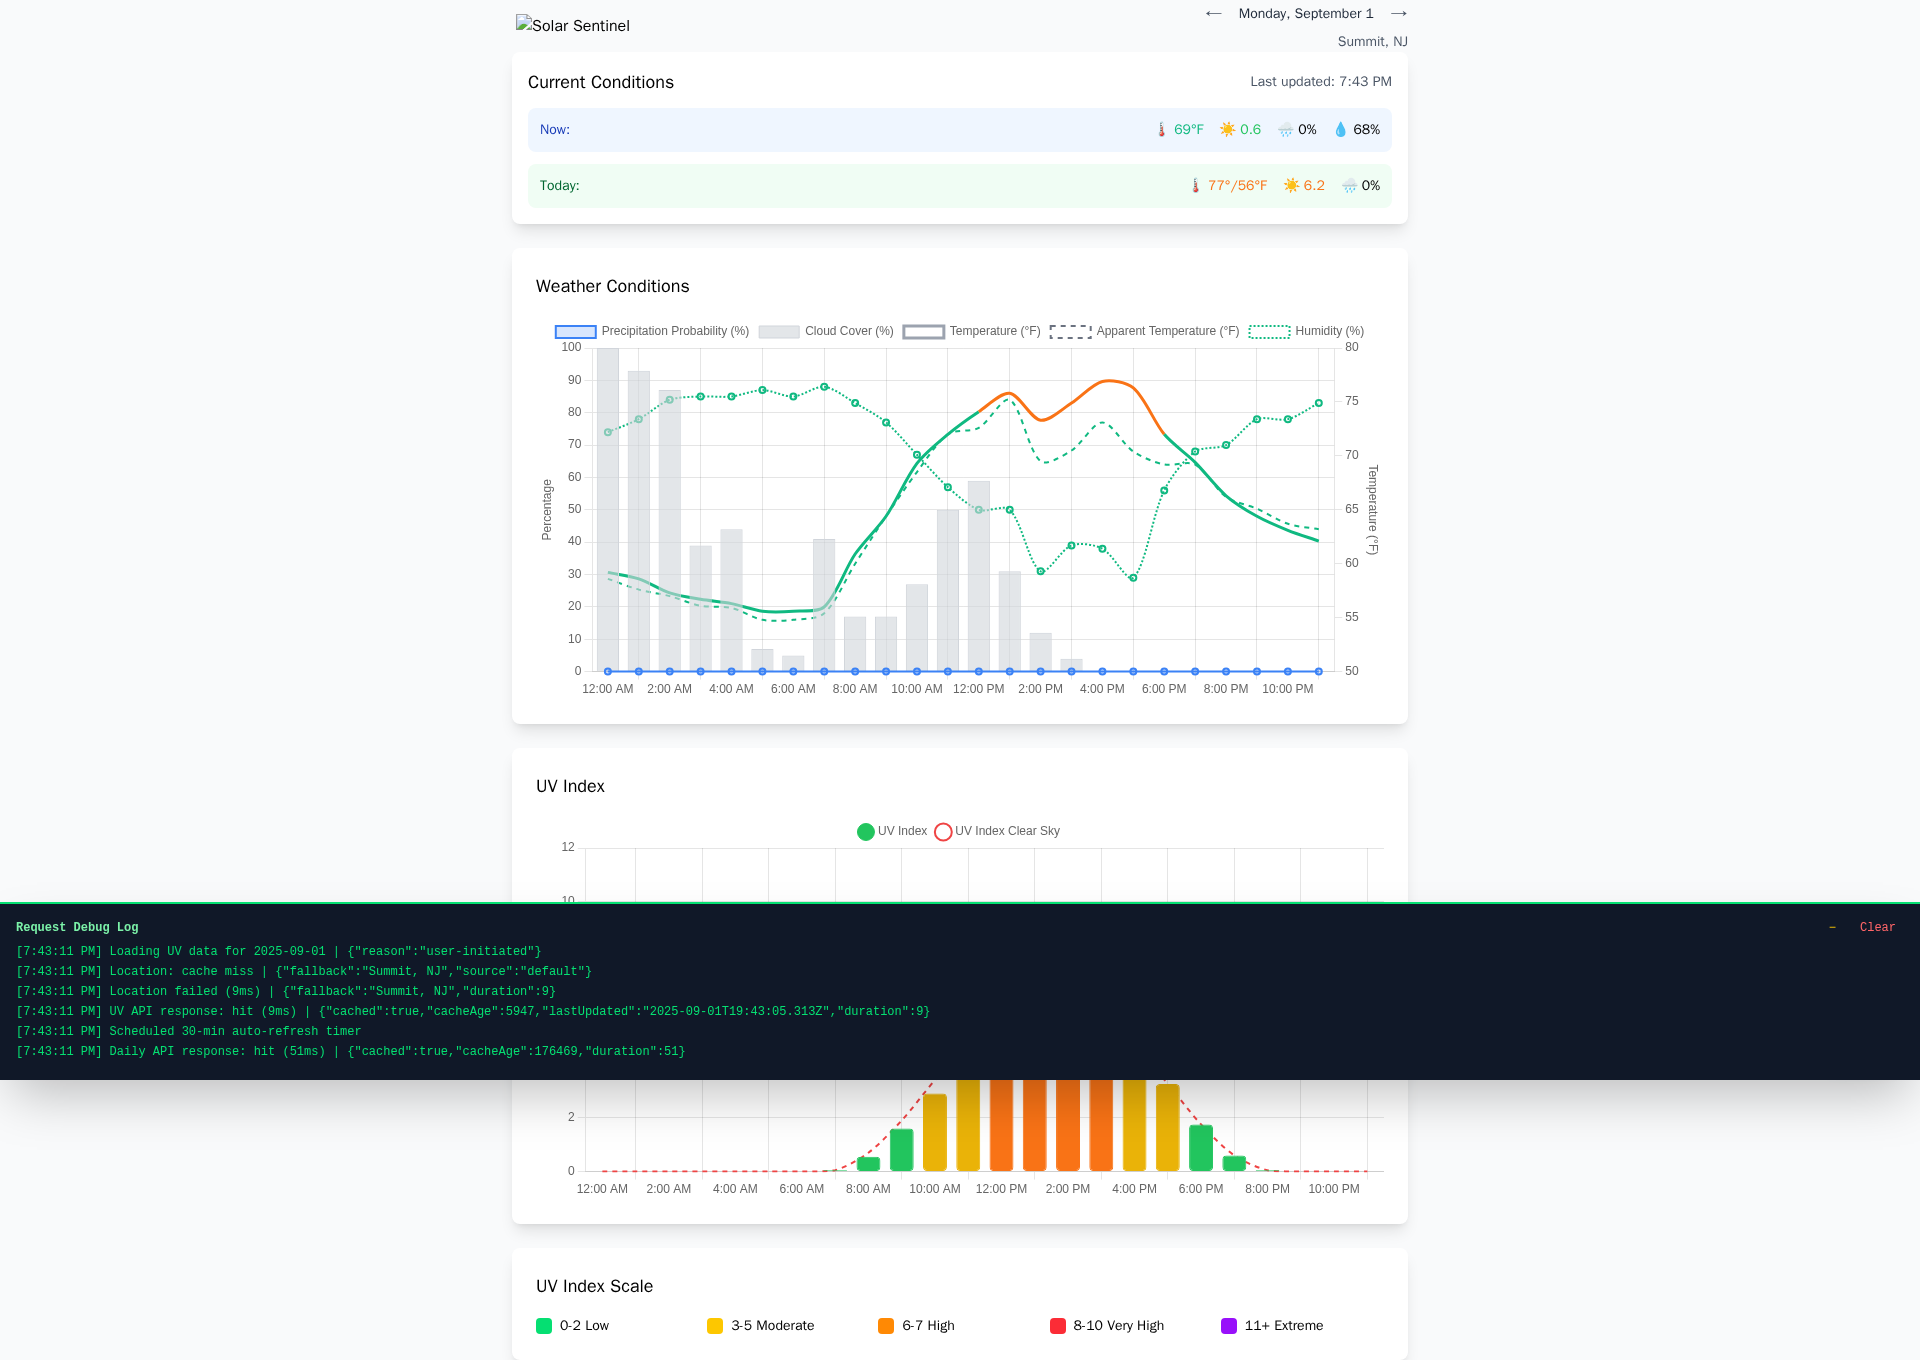 Solar Sentinel
← Monday, September 1 →
Summit, NJ
Current Conditions
Last updated: 7:43 PM
Now:
🌡️ 69°F ☀️ 0.6 🌧️ 0% 💧 68%
Today:
🌡️ 77°/56°F ☀️ 6.2 🌧️ 0%
Weather Conditions
Precipitation Probability (%) Cloud Cover (%) Temperature (°F) Apparent Temperature (°F) Humidity (%)
100 80
90
80 75
70
60 70
50 65
40
30 60
20
10 55
0 50
Percentage
Temperature (°F)
12:00 AM 2:00 AM 4:00 AM 6:00 AM 8:00 AM 10:00 AM 12:00 PM 2:00 PM 4:00 PM 6:00 PM 8:00 PM 10:00 PM
UV Index
UV Index UV Index Clear Sky
12
10
Request Debug Log
− Clear
[7:43:11 PM] Loading UV data for 2025-09-01 | {"reason":"user-initiated"}
[7:43:11 PM] Location: cache miss | {"fallback":"Summit, NJ","source":"default"}
[7:43:11 PM] Location failed (9ms) | {"fallback":"Summit, NJ","duration":9}
[7:43:11 PM] UV API response: hit (9ms) | {"cached":true,"cacheAge":5947,"lastUpdated":"2025-09-01T19:43:05.313Z","duration":9}
[7:43:11 PM] Scheduled 30-min auto-refresh timer
[7:43:11 PM] Daily API response: hit (51ms) | {"cached":true,"cacheAge":176469,"duration":51}
2
0
12:00 AM 2:00 AM 4:00 AM 6:00 AM 8:00 AM 10:00 AM 12:00 PM 2:00 PM 4:00 PM 6:00 PM 8:00 PM 10:00 PM
UV Index Scale
0-2 Low
3-5 Moderate
6-7 High
8-10 Very High
11+ Extreme